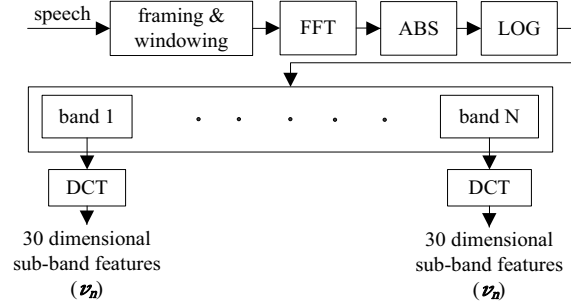 speech
framing &
windowing
FFT
ABS
LOG
band 1
band N
DCT
DCT
30 dimensional
sub-band features
(vₙ)
30 dimensional
sub-band features
(vₙ)